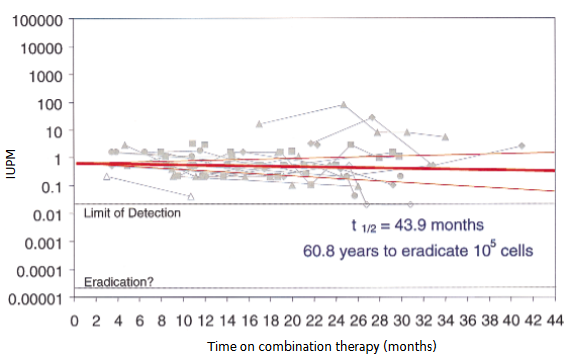 100000
10000
1000
100
10
1
0.1
0.01
0.001
0.0001
0.00001
IUPM
Limit of Detection
t 1/2 = 43.9 months
60.8 years to eradicate 10⁵ cells
Eradication?
0 2 4 6 8 10 12 14 16 18 20 22 24 26 28 30 32 34 36 38 40 42 44
Time on combination therapy (months)